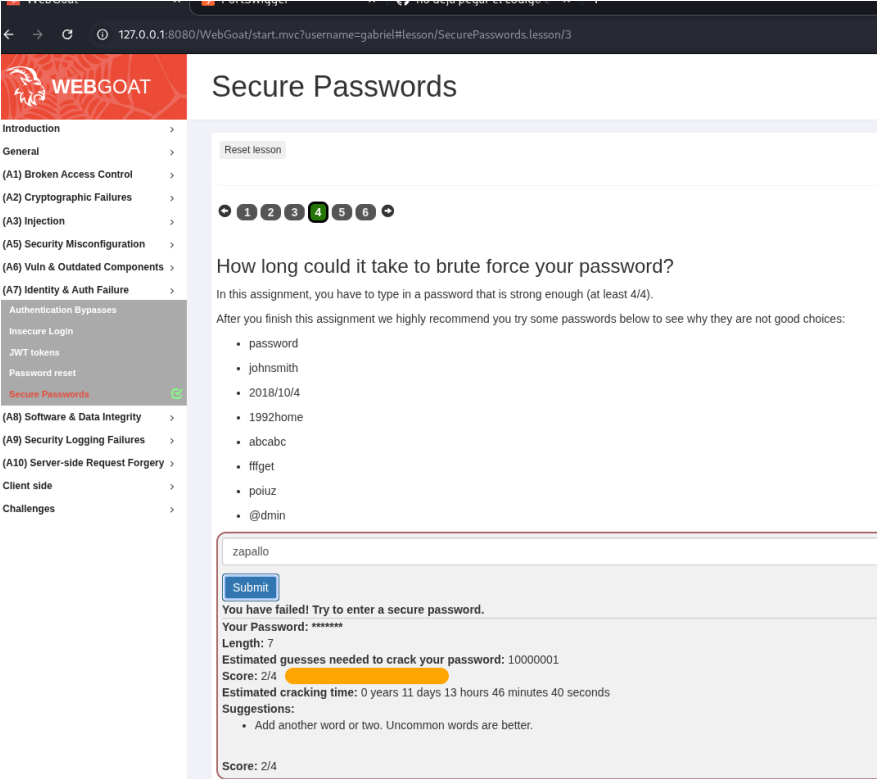 WebGoat
PortSwigger
127.0.0.1:8080/WebGoat/start.mvc?username=gabriel#lesson/SecurePasswords.lesson/3
WEBGOAT
Secure Passwords
Introduction
General
(A1) Broken Access Control
(A2) Cryptographic Failures
(A3) Injection
(A5) Security Misconfiguration
(A6) Vuln & Outdated Components
(A7) Identity & Auth Failure
Authentication Bypasses
Insecure Login
JWT tokens
Password reset
Secure Passwords
(A8) Software & Data Integrity
(A9) Security Logging Failures
(A10) Server-side Request Forgery
Client side
Challenges
Reset lesson
1 2 3 4 5 6
How long could it take to brute force your password?
In this assignment, you have to type in a password that is strong enough (at least 4/4).
After you finish this assignment we highly recommend you try some passwords below to see why they are not good choices:
• password
• johnsmith
• 2018/10/4
• 1992home
• abcabc
• fffget
• poiuz
• @dmin
zapallo
Submit
You have failed! Try to enter a secure password.
Your Password: *******
Length: 7
Estimated guesses needed to crack your password: 10000001
Score: 2/4
Estimated cracking time: 0 years 11 days 13 hours 46 minutes 40 seconds
Suggestions:
• Add another word or two. Uncommon words are better.
Score: 2/4